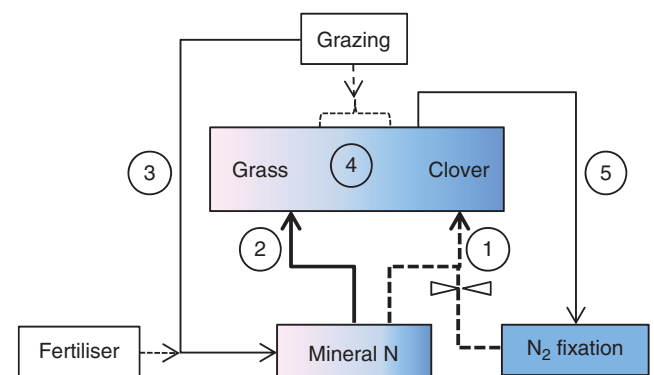 Grazing
3
Grass
4
Clover
5
2
1
Fertiliser
Mineral N
N₂ fixation